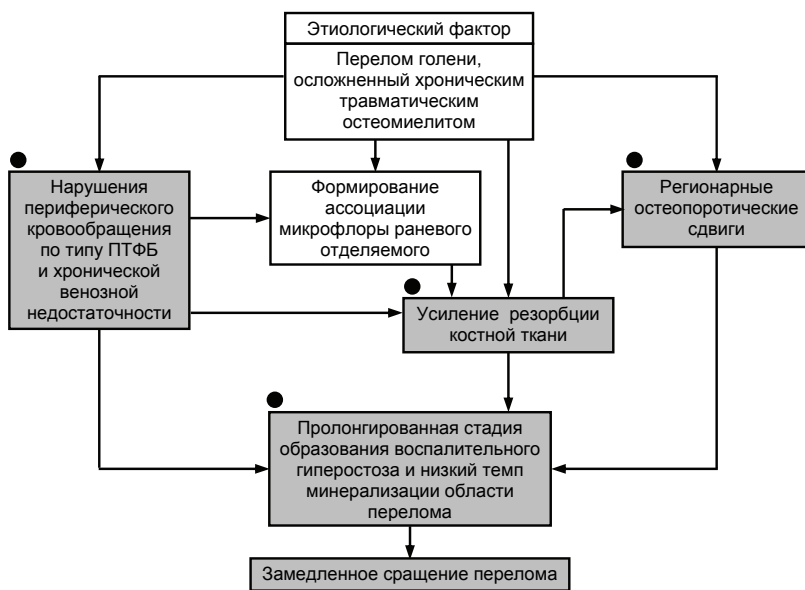 Этиологический фактор
Перелом голени,
осложненный хроническим
травматическим
остеомиелитом
Нарушения
периферического
кровообращения
по типу ПТФБ
и хронической
венозной
недостаточности
Формирование
ассоциации
микрофлоры раневого
отделяемого
Регионарные
остеопоротические
сдвиги
Усиление резорбции
костной ткани
Пролонгированная стадия
образования воспалительного
гиперостоза и низкий темп
минерализации области
перелома
Замедленное сращение перелома